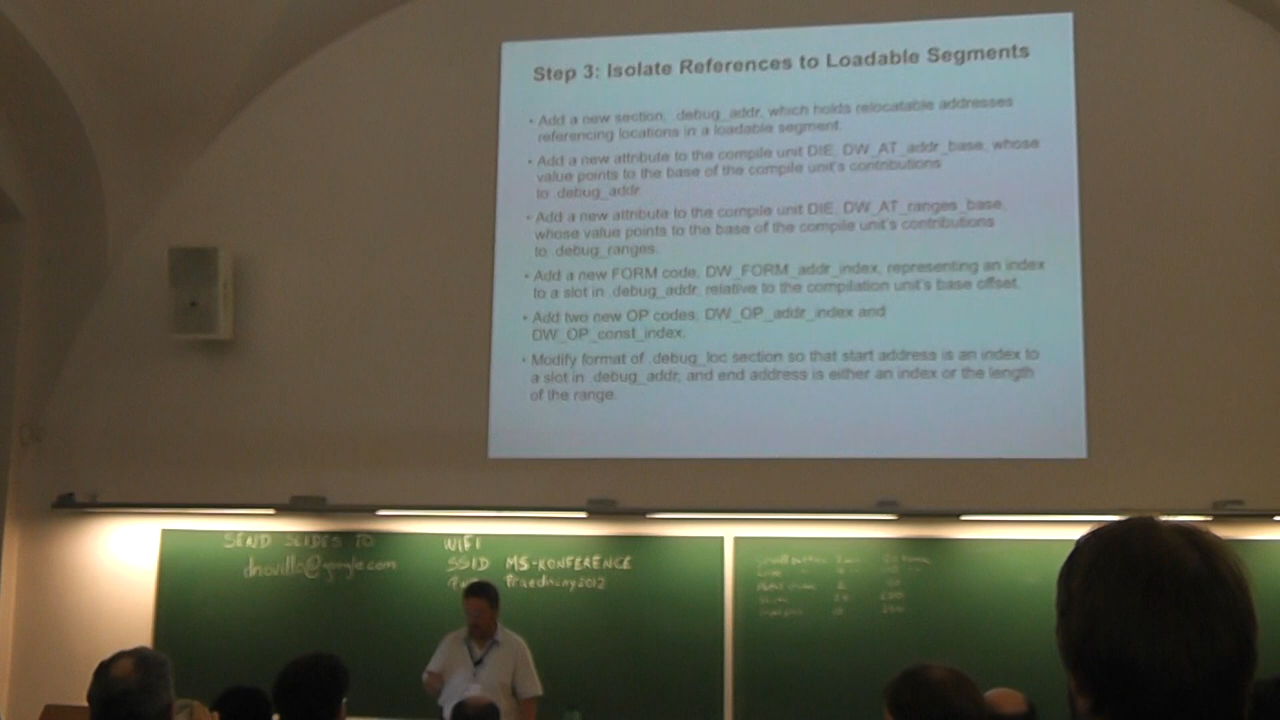 Step 3: Isolate References to Loadable Segments
• Add a new section, .debug_addr, which holds relocatable addresses
referencing locations in a loadable segment.
• Add a new attribute to the compile unit DIE, DW_AT_addr_base, whose
value points to the base of the compile unit's contributions
to .debug_addr.
• Add a new attribute to the compile unit DIE, DW_AT_ranges_base,
whose value points to the base of the compile unit's contributions
to .debug_ranges.
• Add a new FORM code, DW_FORM_addr_index, representing an index
to a slot in .debug_addr, relative to the compilation unit's base offset.
• Add two new OP codes, DW_OP_addr_index and
DW_OP_const_index.
• Modify format of .debug_loc section so that start address is an index to
a slot in .debug_addr, and end address is either an index or the length
of the range.
SEND SLIDES TO
dnovillo@google.com
WIFI
SSID MS-KONFERENCE